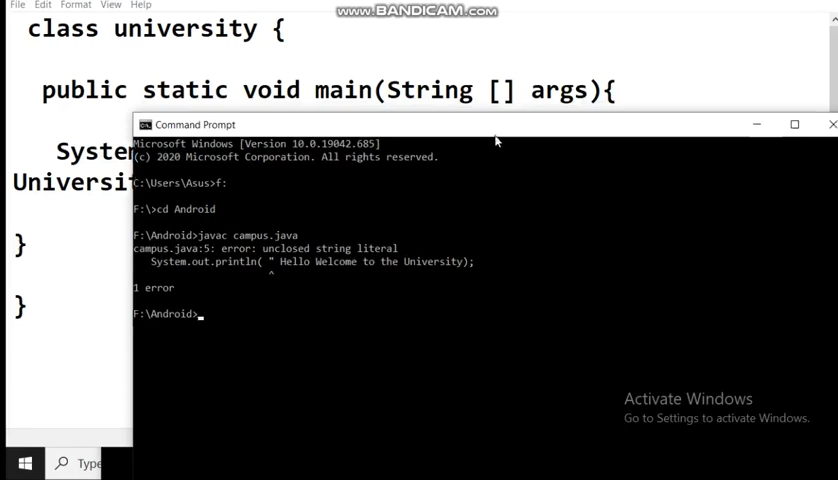 www.BANDICAM.com
File Edit Format View Help
class university {
public static void main(String [] args){
System
Universit
}
}
Command Prompt
Microsoft Windows [Version 10.0.19042.685]
(c) 2020 Microsoft Corporation. All rights reserved.
C:\Users\Asus>f:
F:\>cd Android
F:\Android>javac campus.java
campus.java:5: error: unclosed string literal
System.out.println( " Hello Welcome to the University);
^
1 error
F:\Android>
Activate Windows
Go to Settings to activate Windows.
Type